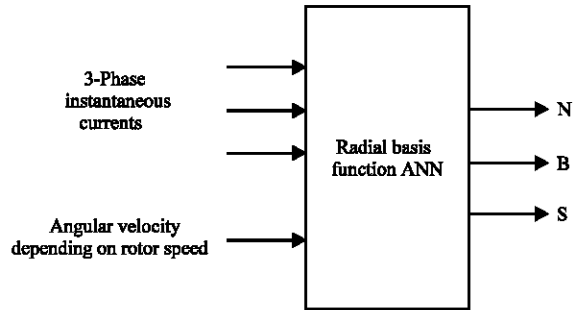 3-Phase
instantaneous
currents
Radial basis
function ANN
N
B
S
Angular velocity
depending on rotor speed